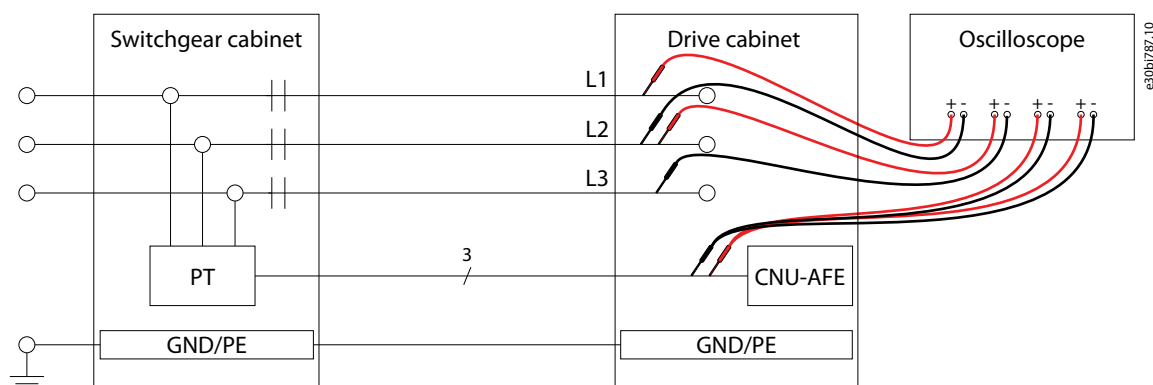 Switchgear cabinet
Drive cabinet
Oscilloscope
e30bi787.10
L1
+ - + - + - + -
L2
L3
3
PT
CNU-AFE
GND/PE
GND/PE